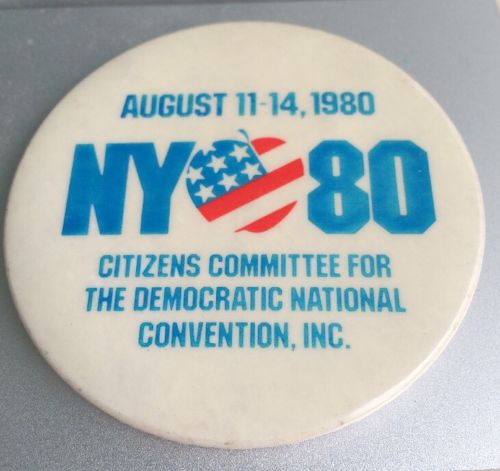 AUGUST 11-14, 1980
NY 80
CITIZENS COMMITTEE FOR
THE DEMOCRATIC NATIONAL
CONVENTION, INC.